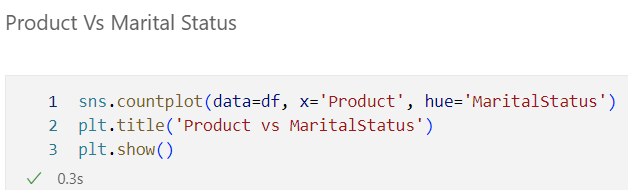 Product Vs Marital Status
1 sns.countplot(data=df, x='Product', hue='MaritalStatus')
2 plt.title('Product vs MaritalStatus')
3 plt.show()
0.3s